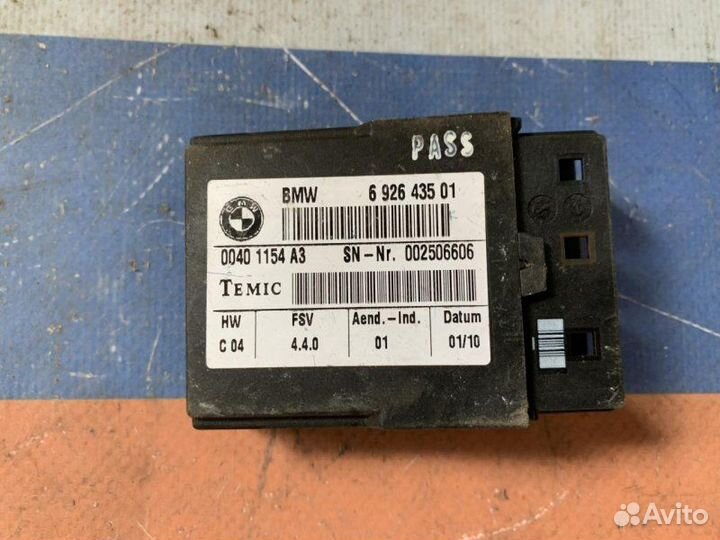 PASS
BMW 6 926 435 01
BMW
0040 1154 A3 SN-Nr. 002506606
TEMIC
HW FSV Aend.-Ind. Datum
C 04 4.4.0 01 01/10
Avito